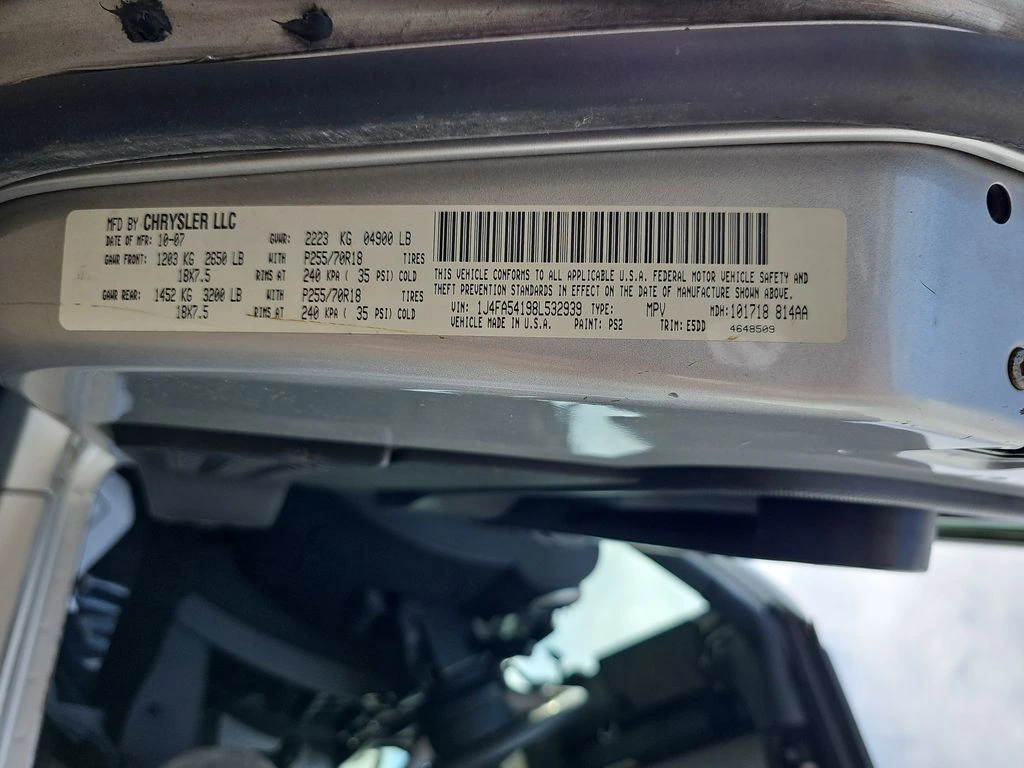 MFD BY CHRYSLER LLC
DATE OF MFR: 10-07 GVWR: 2223 KG 04900 LB
GAWR FRONT: 1203 KG 2650 LB WITH P255/70R18 TIRES
18X7.5 RIMS AT 240 KPA ( 35 PSI) COLD
GAWR REAR: 1452 KG 3200 LB WITH P255/70R18 TIRES
18X7.5 RIMS AT 240 KPA ( 35 PSI) COLD
THIS VEHICLE CONFORMS TO ALL APPLICABLE U.S.A. FEDERAL MOTOR VEHICLE SAFETY AND
THEFT PREVENTION STANDARDS IN EFFECT ON THE DATE OF MANUFACTURE SHOWN ABOVE.
VIN: 1J4FA54198L532939 TYPE: MPV MDH:101718 814AA
VEHICLE MADE IN U.S.A. PAINT: PS2 TRIM: E5DD 4648509